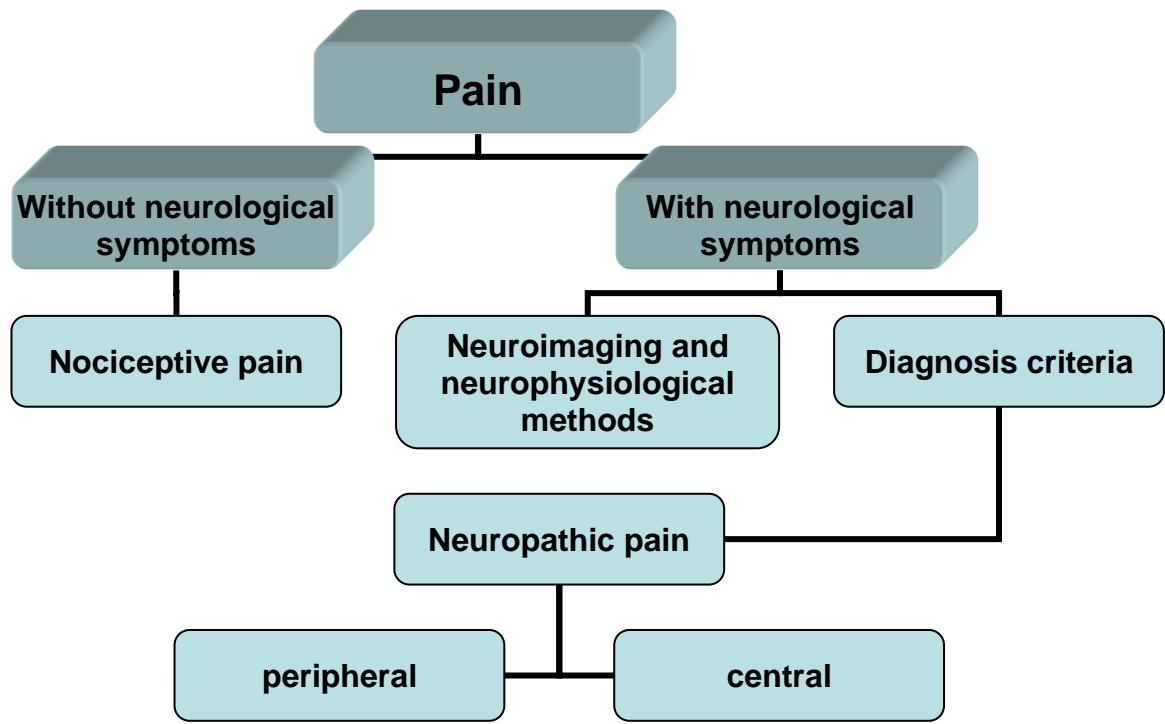 Pain
Without neurological
symptoms
With neurological
symptoms
Nociceptive pain
Neuroimaging and
neurophysiological
methods
Diagnosis criteria
Neuropathic pain
peripheral
central